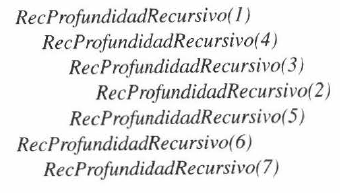 RecProfundidadRecursivo(1)
RecProfundidadRecursivo(4)
RecProfundidadRecursivo(3)
RecProfundidadRecursivo(2)
RecProfundidadRecursivo(5)
RecProfundidadRecursivo(6)
RecProfundidadRecursivo(7)